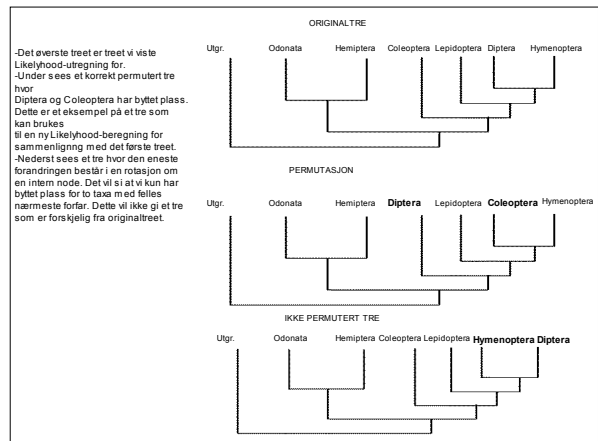 -Det øverste treet er treet vi viste
Likelyhood-utregning for.
-Under sees et korrekt permutert tre
hvor
Diptera og Coleoptera har byttet plass.
Dette er et eksempel på et tre som
kan brukes
til en ny Likelyhood-beregning for
sammenlignng med det første treet.
-Nederst sees et tre hvor den eneste
forandringen består i en rotasjon om
en intern node. Det vil si at vi kun har
byttet plass for to taxa med felles
nærmeste forfar. Dette vil ikke gi et tre
som er forskjelig fra originaltreet.
ORIGINALTRE
Utgr. Odonata Hemiptera Coleoptera Lepidoptera Diptera Hymenoptera
PERMUTASJON
Utgr. Odonata Hemiptera Diptera Lepidoptera Coleoptera Hymenoptera
IKKE PERMUTERT TRE
Utgr. Odonata Hemiptera Coleoptera Lepidoptera Hymenoptera Diptera